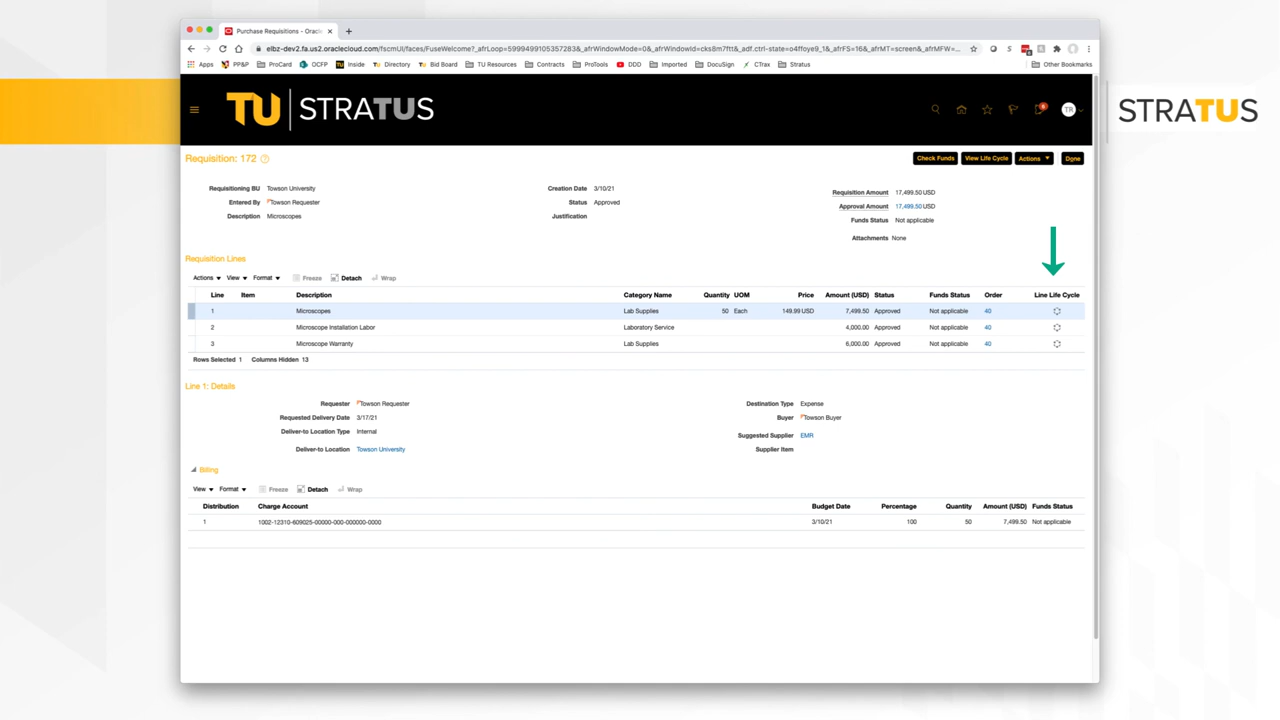 Purchase Requisitions - Oracl
elbz-dev2.fa.us2.oraclecloud.com/fscmUI/faces/FuseWelcome?_afrLoop=59994991053572​83&_afrWindowMode=0&_afrWindowId=cks8m7ftt&_adf.ctrl-state=o4ffoye9_1&_afrFS=16&_afrMT=screen&_afrMFW=...
Apps PP&P ProCard OCFP Inside Directory Bid Board TU Resources Contracts ProTools DDD Imported DocuSign CTrax Stratus Other Bookmarks
TU STRATUS 6 TR
STRATUS
Requisition: 172 Check Funds View Life Cycle Actions Done
Requisitioning BU Towson University Creation Date 3/10/21 Requisition Amount 17,499.50 USD
Entered By Towson Requester Status Approved Approval Amount 17,499.50 USD
Description Microscopes Justification Funds Status Not applicable
Attachments None
Requisition Lines
Actions View Format Freeze Detach Wrap
Line Item Description Category Name Quantity UOM Price Amount (USD) Status Funds Status Order Line Life Cycle
1 Microscopes Lab Supplies 50 Each 149.99 USD 7,499.50 Approved Not applicable 40
2 Microscope Installation Labor Laboratory Service 4,000.00 Approved Not applicable 40
3 Microscope Warranty Lab Supplies 6,000.00 Approved Not applicable 40
Rows Selected 1 Columns Hidden 13
Line 1: Details
Requester Towson Requester Destination Type Expense
Requested Delivery Date 3/17/21 Buyer Towson Buyer
Deliver-to Location Type Internal Suggested Supplier EMR
Deliver-to Location Towson University Supplier Item
Billing
View Format Freeze Detach Wrap
Distribution Charge Account Budget Date Percentage Quantity Amount (USD) Funds Status
1 1002-12310-609025-00000-000-000000-0000 3/10/21 100 50 7,499.50 Not applicable